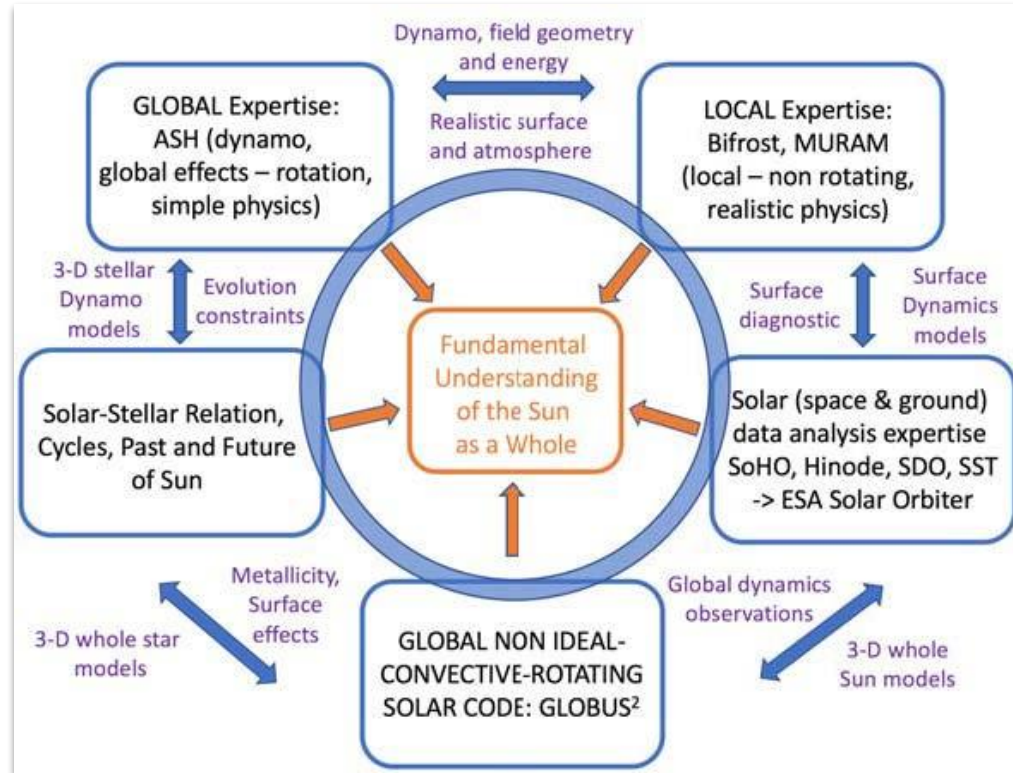 Dynamo, field geometry
and energy
GLOBAL Expertise:
ASH (dynamo,
global effects – rotation,
simple physics)
Realistic surface
and atmosphere
LOCAL Expertise:
Bifrost, MURAM
(local – non rotating,
realistic physics)
3-D stellar
Dynamo
models
Evolution
constraints
Surface
diagnostic
Surface
Dynamics
models
Fundamental
Understanding
of the Sun
as a Whole
Solar-Stellar Relation,
Cycles, Past and Future
of Sun
Solar (space & ground)
data analysis expertise
SoHO, Hinode, SDO, SST
-> ESA Solar Orbiter
Metallicity,
Surface
effects
3-D whole star
models
GLOBAL NON IDEAL-
CONVECTIVE-ROTATING
SOLAR CODE: GLOBUS²
Global dynamics
observations
3-D whole
Sun models